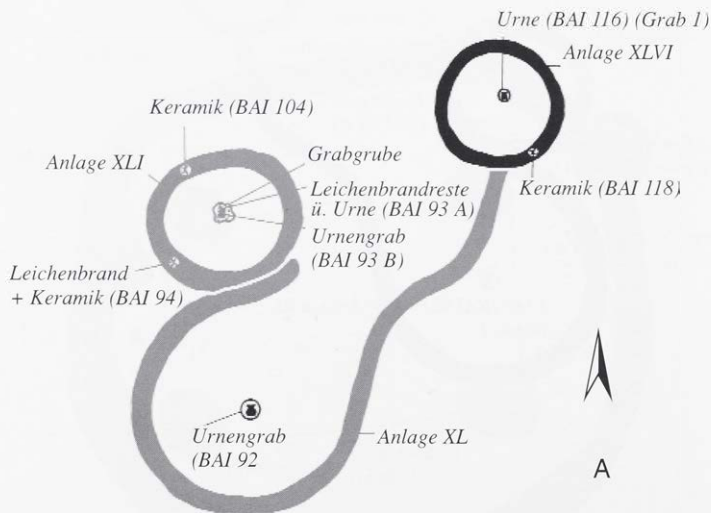 Urne (BAI 116) (Grab 1)
Anlage XLVI
Keramik (BAI 104)
Anlage XLI
Grabgrube
Leichenbrandreste
ü. Urne (BAI 93 A)
Keramik (BAI 118)
Urnengrab
(BAI 93 B)
Leichenbrand
+ Keramik (BAI 94)
Urnengrab
(BAI 92
Anlage XL
A